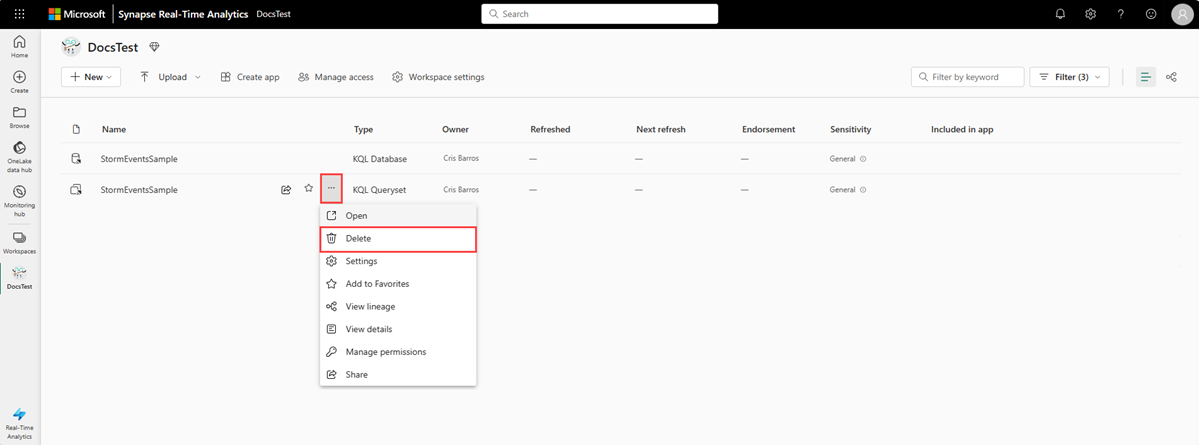 Microsoft Synapse Real-Time Analytics DocsTest Search ?
Home
Create
Browse
OneLake data hub
Monitoring hub
Workspaces
DocsTest
Real-Time Analytics
DocsTest
New Upload Create app Manage access Workspace settings Filter by keyword Filter (3)
Name Type Owner Refreshed Next refresh Endorsement Sensitivity Included in app
StormEventsSample KQL Database Cris Barros — — — General
StormEventsSample ... KQL Queryset Cris Barros — — — General
Open
Delete
Settings
Add to Favorites
View lineage
View details
Manage permissions
Share